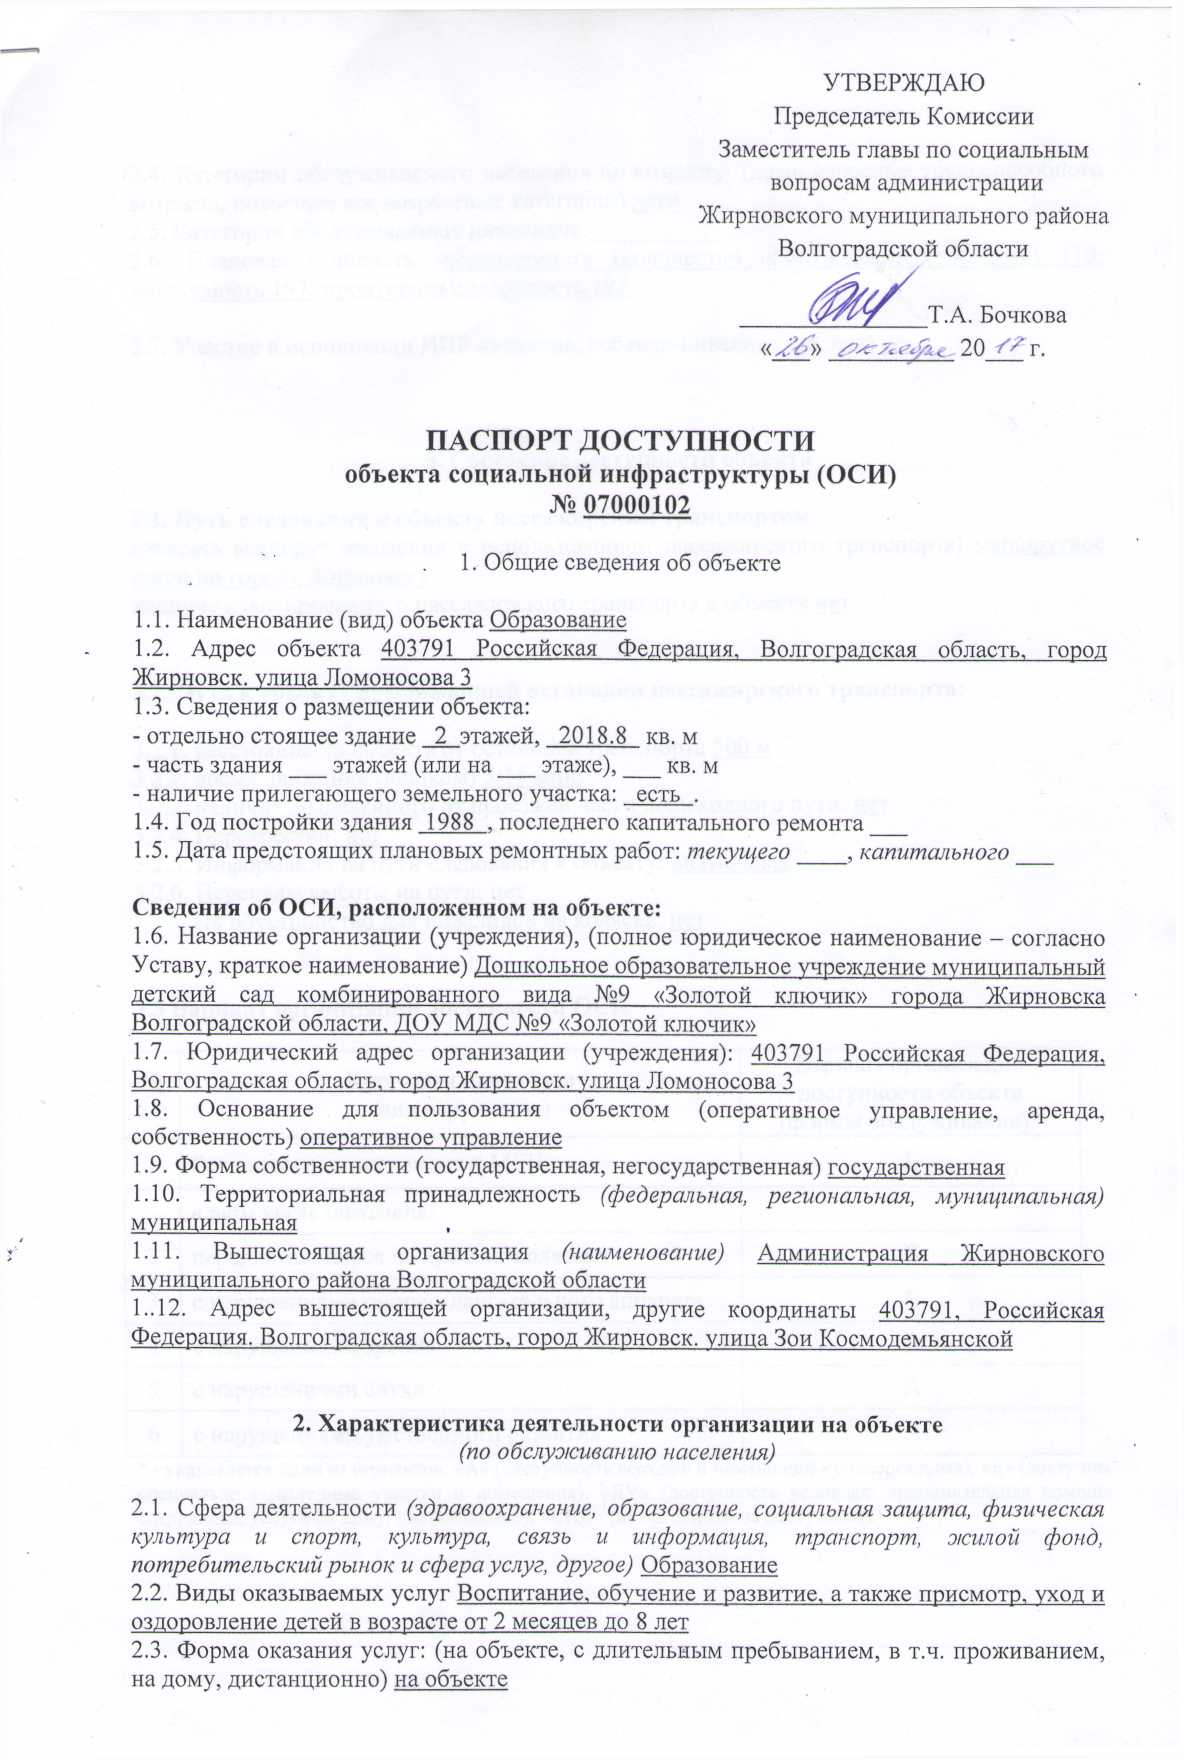 УТВЕРЖДАЮ
Председатель Комиссии
Заместитель главы по социальным
вопросам администрации
Жирновского муниципального района
Волгоградской области
_______________Т.А. Бочкова
«26» октября 2017 г.
ПАСПОРТ ДОСТУПНОСТИ
объекта социальной инфраструктуры (ОСИ)
№ 07000102
1. Общие сведения об объекте
1.1. Наименование (вид) объекта Образование
1.2. Адрес объекта 403791 Российская Федерация, Волгоградская область, город
Жирновск. улица Ломоносова 3
1.3. Сведения о размещении объекта:
- отдельно стоящее здание 2 этажей, 2018.8 кв. м
- часть здания ___ этажей (или на ___ этаже), ___ кв. м
- наличие прилегающего земельного участка: есть .
1.4. Год постройки здания 1988 , последнего капитального ремонта ___
1.5. Дата предстоящих плановых ремонтных работ: текущего ____, капитального ___
Сведения об ОСИ, расположенном на объекте:
1.6. Название организации (учреждения), (полное юридическое наименование – согласно
Уставу, краткое наименование) Дошкольное образовательное учреждение муниципальный
детский сад комбинированного вида №9 «Золотой ключик» города Жирновска
Волгоградской области, ДОУ МДС №9 «Золотой ключик»
1.7. Юридический адрес организации (учреждения): 403791 Российская Федерация,
Волгоградская область, город Жирновск. улица Ломоносова 3
1.8. Основание для пользования объектом (оперативное управление, аренда,
собственность) оперативное управление
1.9. Форма собственности (государственная, негосударственная) государственная
1.10. Территориальная принадлежность (федеральная, региональная, муниципальная)
муниципальная
1.11. Вышестоящая организация (наименование) Администрация Жирновского
муниципального района Волгоградской области
1..12. Адрес вышестоящей организации, другие координаты 403791, Российская
Федерация. Волгоградская область, город Жирновск. улица Зои Космодемьянской
2. Характеристика деятельности организации на объекте
(по обслуживанию населения)
2.1. Сфера деятельности (здравоохранение, образование, социальная защита, физическая
культура и спорт, культура, связь и информация, транспорт, жилой фонд,
потребительский рынок и сфера услуг, другое) Образование
2.2. Виды оказываемых услуг Воспитание, обучение и развитие, а также присмотр, уход и
оздоровление детей в возрасте от 2 месяцев до 8 лет
2.3. Форма оказания услуг: (на объекте, с длительным пребыванием, в т.ч. проживанием,
на дому, дистанционно) на объекте